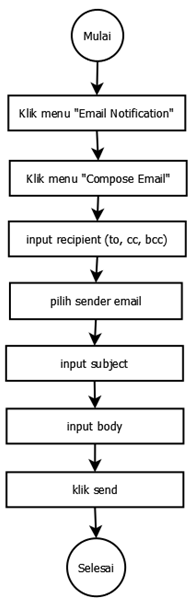 Mulai
Klik menu "Email Notification"
Klik menu "Compose Email"
input recipient (to, cc, bcc)
pilih sender email
input subject
input body
klik send
Selesai